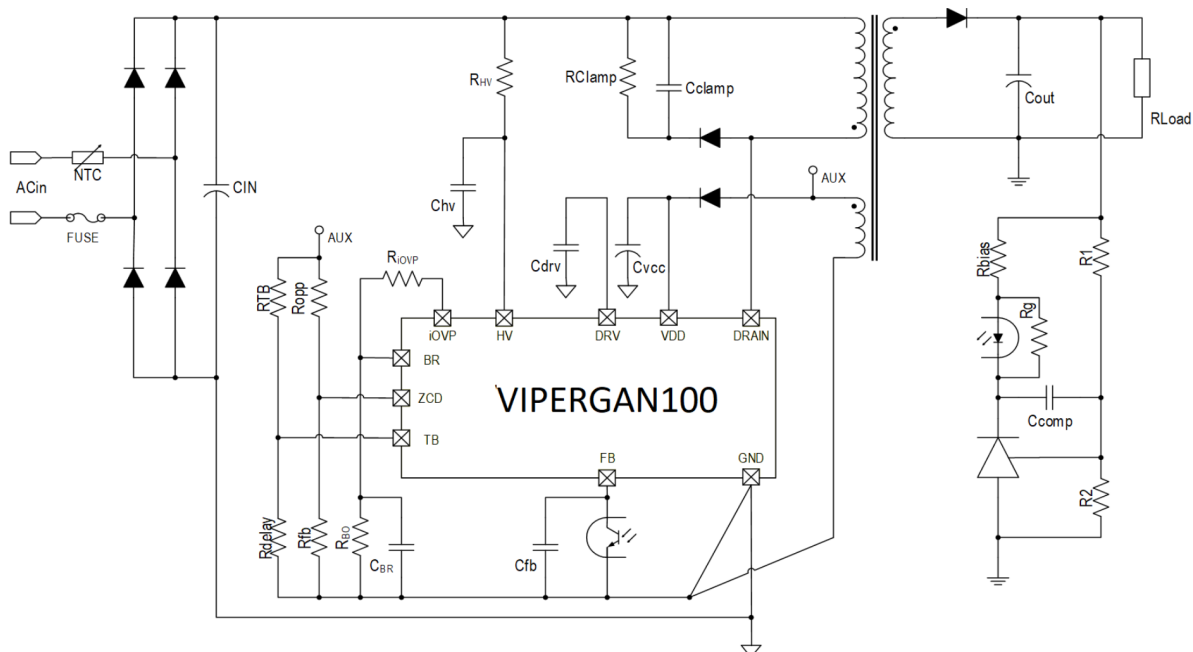 RHV
RClamp
Cclamp
Cout
RLoad
ACin
NTC
CIN
FUSE
Chv
AUX
Cdrv
Cvcc
AUX
RiOVP
RTB
Ropp
Rbias
R1
Rg
iOVP
HV
DRV
VDD
DRAIN
BR
ZCD
TB
VIPERGAN100
FB
GND
Ccomp
R2
Rdelay
Rfb
RBO
CBR
Cfb